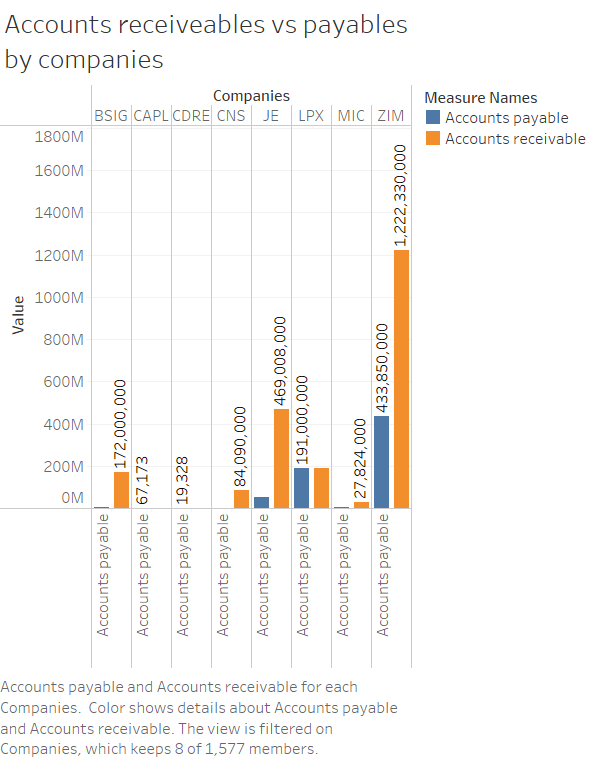 Accounts receiveables vs payables
by companies
Companies
BSIG CAPL CDRE CNS JE LPX MIC ZIM
Measure Names
Accounts payable
Accounts receivable
1800M
1600M
1400M
1200M
1000M
800M
600M
400M
200M
0M
Value
172,000,000
67,173
19,328
84,090,000
469,008,000
191,000,000
27,824,000
433,850,000
1,222,330,000
Accounts payable
Accounts payable
Accounts payable
Accounts payable
Accounts payable
Accounts payable
Accounts payable
Accounts payable
Accounts payable and Accounts receivable for each
Companies. Color shows details about Accounts payable
and Accounts receivable. The view is filtered on
Companies, which keeps 8 of 1,577 members.